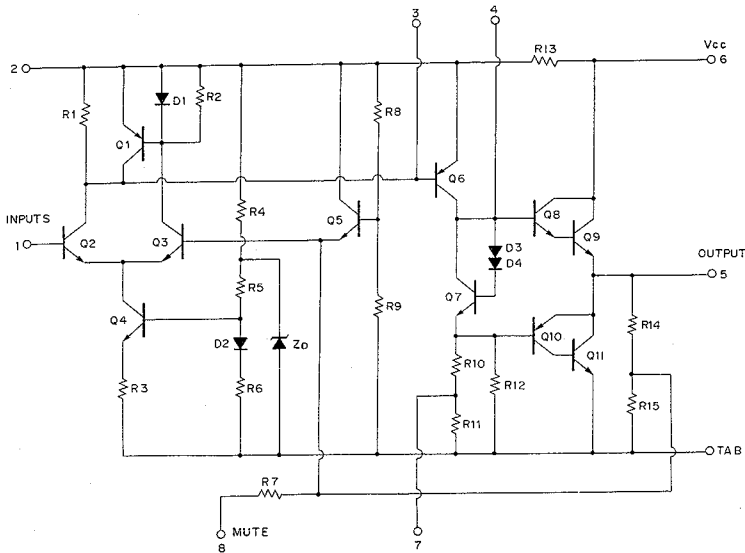 3
4
R13
Vcc
2
6
R1
D1
R2
Q1
R8
Q6
R4
Q5
Q8
Q9
INPUTS
1
Q2
Q3
D3
D4
OUTPUT
5
R5
Q7
Q4
R9
D2
ZD
Q10
Q11
R14
R3
R6
R10
R12
R11
R15
TAB
R7
MUTE
8
7